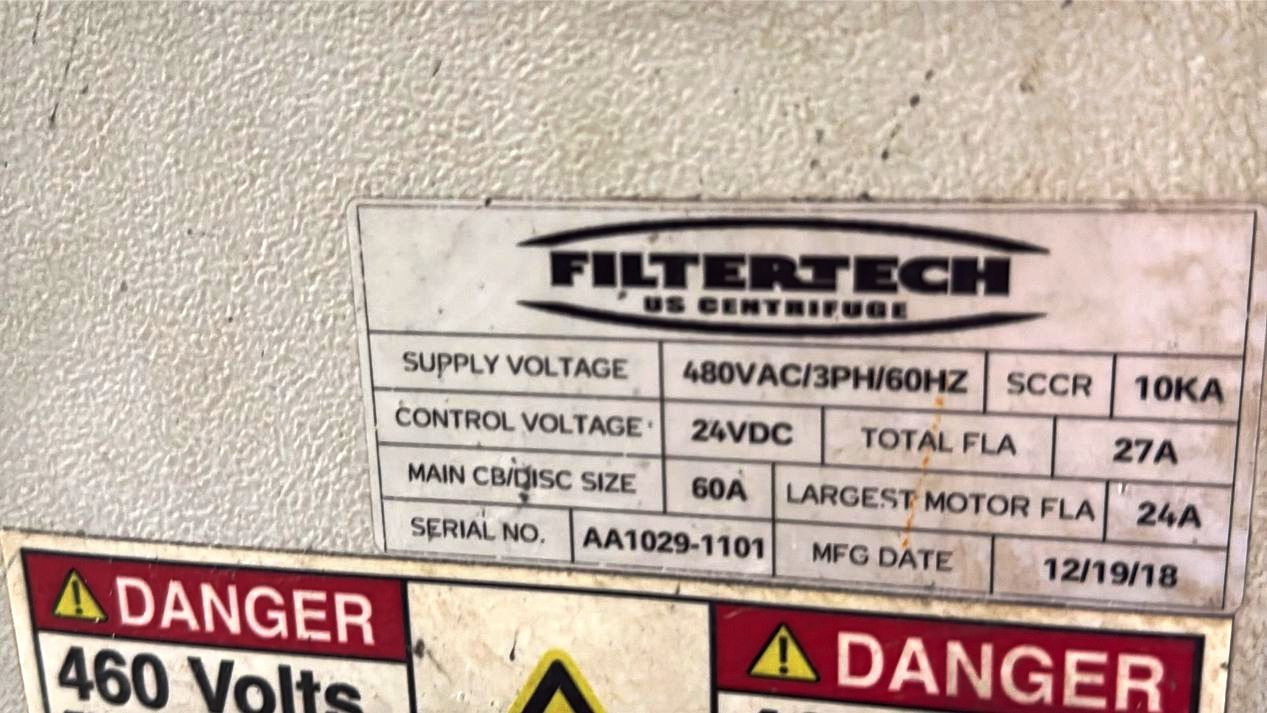 FILTERTECH
US CENTRIFUGE
SUPPLY VOLTAGE 480VAC/3PH/60HZ SCCR 10KA
CONTROL VOLTAGE 24VDC TOTAL FLA 27A
MAIN CB/DISC SIZE 60A LARGEST MOTOR FLA 24A
SERIAL NO. AA1029-1101 MFG DATE 12/19/18
DANGER DANGER
460 Volts